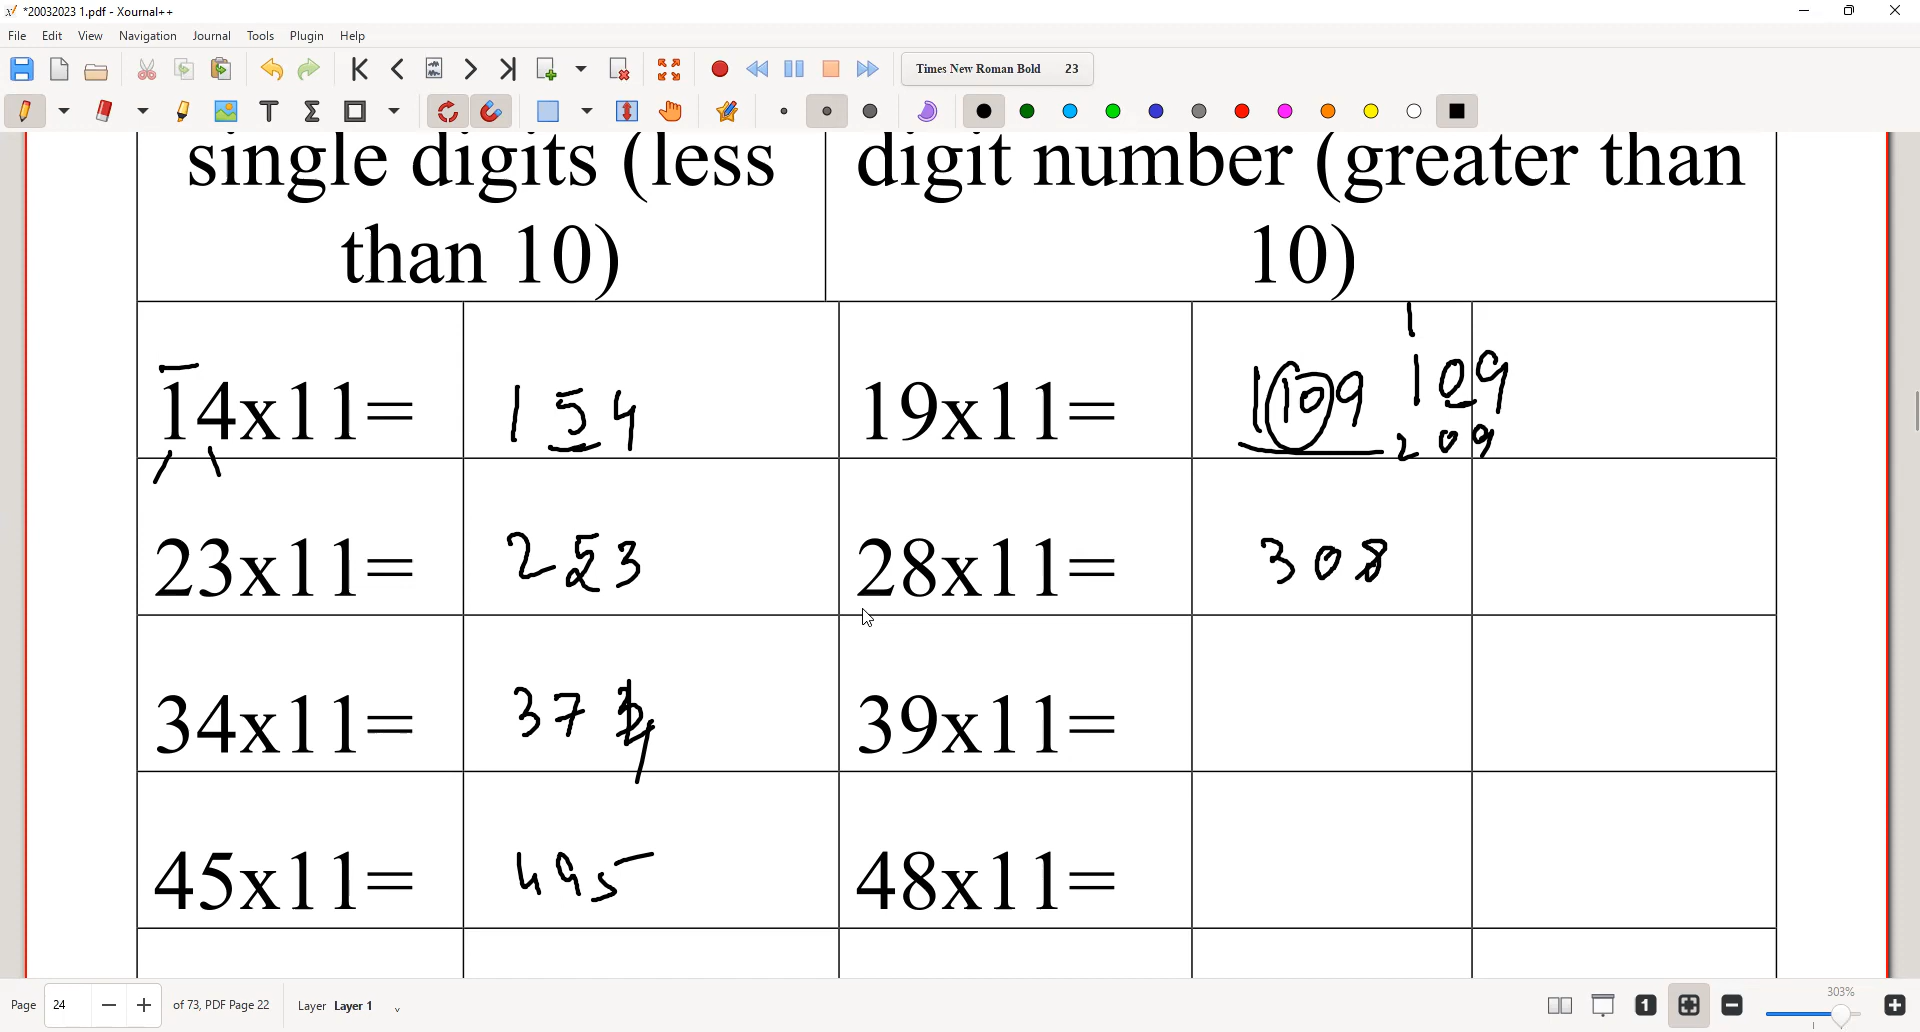 *20032023 1.pdf - Xournal++
File Edit View Navigation Journal Tools Plugin Help
Times New Roman Bold 23
single digits (less
than 10)
digit number (greater than
10)
14x11= 154 19x11= 1109 1
109
209
23x11= 253 28x11= 308
34x11= 37 39x11=
45x11= 495 48x11=
Page 24 of 73, PDF Page 22 Layer Layer 1 303%